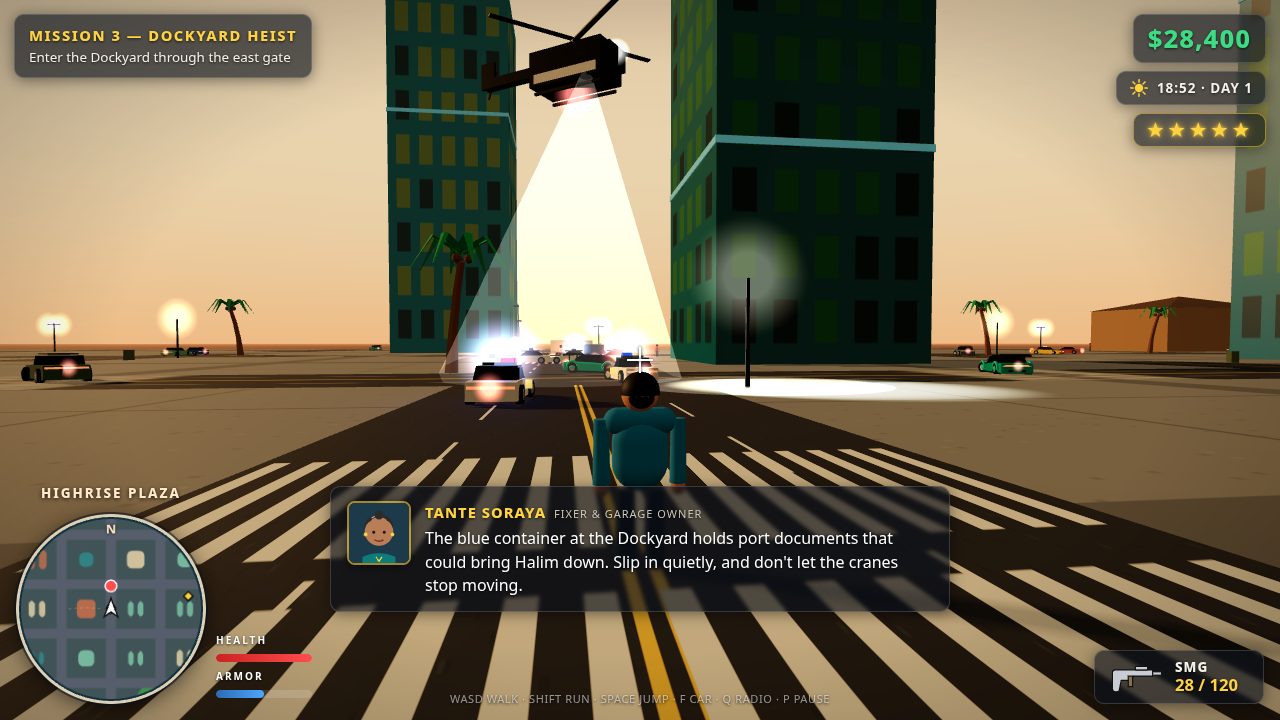 MISSION 3 — DOCKYARD HEIST
Enter the Dockyard through the east gate
$28,400
18:52 · DAY 1
HIGHRISE PLAZA
N
HEALTH
ARMOR
TANTE SORAYA FIXER & GARAGE OWNER
The blue container at the Dockyard holds port documents that
could bring Halim down. Slip in quietly, and don't let the cranes
stop moving.
WASD WALK · SHIFT RUN · SPACE JUMP · F CAR · Q RADIO · P PAUSE
SMG
28 / 120